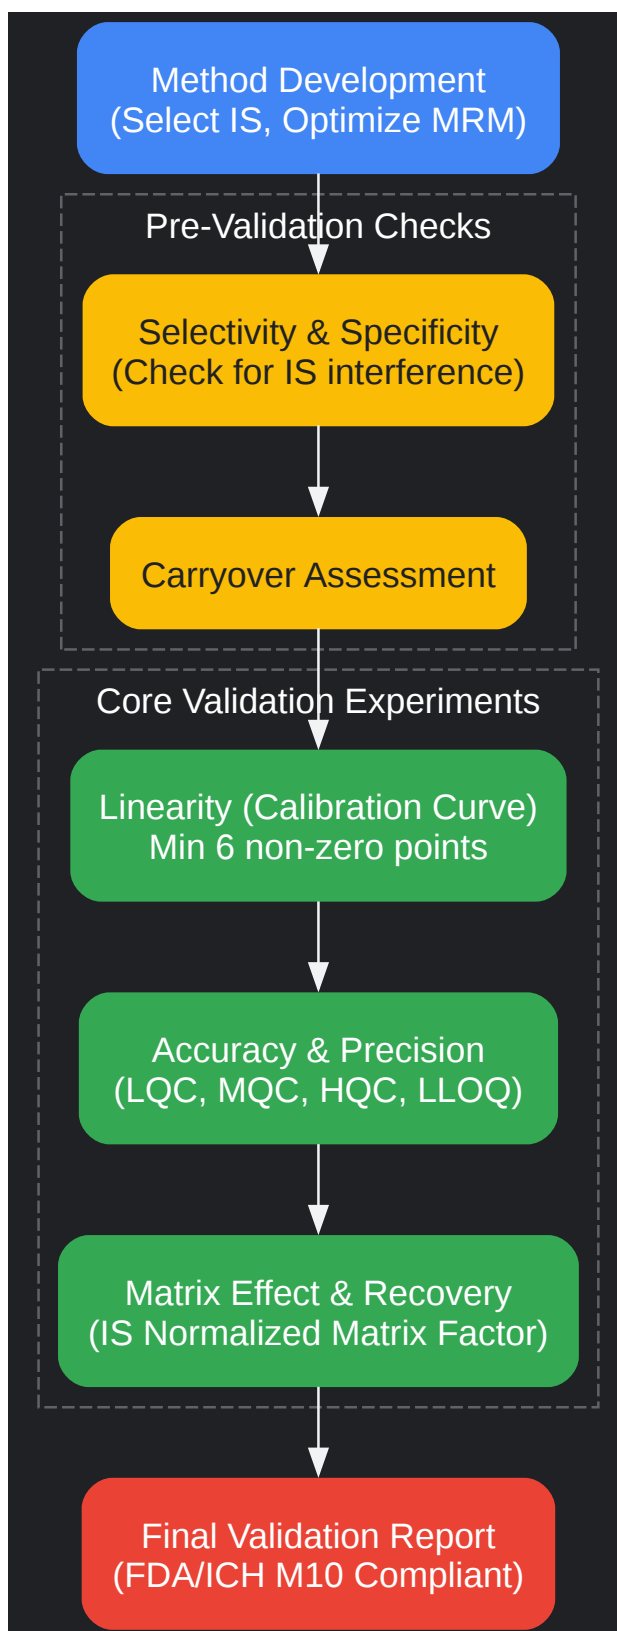 Method Development
(Select IS, Optimize MRM)
Pre-Validation Checks
Selectivity & Specificity
(Check for IS interference)
Carryover Assessment
Core Validation Experiments
Linearity (Calibration Curve)
Min 6 non-zero points
Accuracy & Precision
(LQC, MQC, HQC, LLOQ)
Matrix Effect & Recovery
(IS Normalized Matrix Factor)
Final Validation Report
(FDA/ICH M10 Compliant)